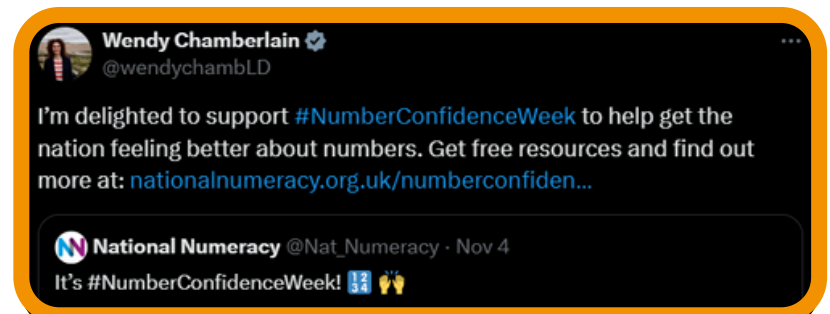 Wendy Chamberlain
@wendychambLD
I'm delighted to support #NumberConfidenceWeek to help get the
nation feeling better about numbers. Get free resources and find out
more at: nationalnumeracy.org.uk/numberconfiden...
National Numeracy @Nat_Numeracy · Nov 4
It's #NumberConfidenceWeek! 🔢 🙌